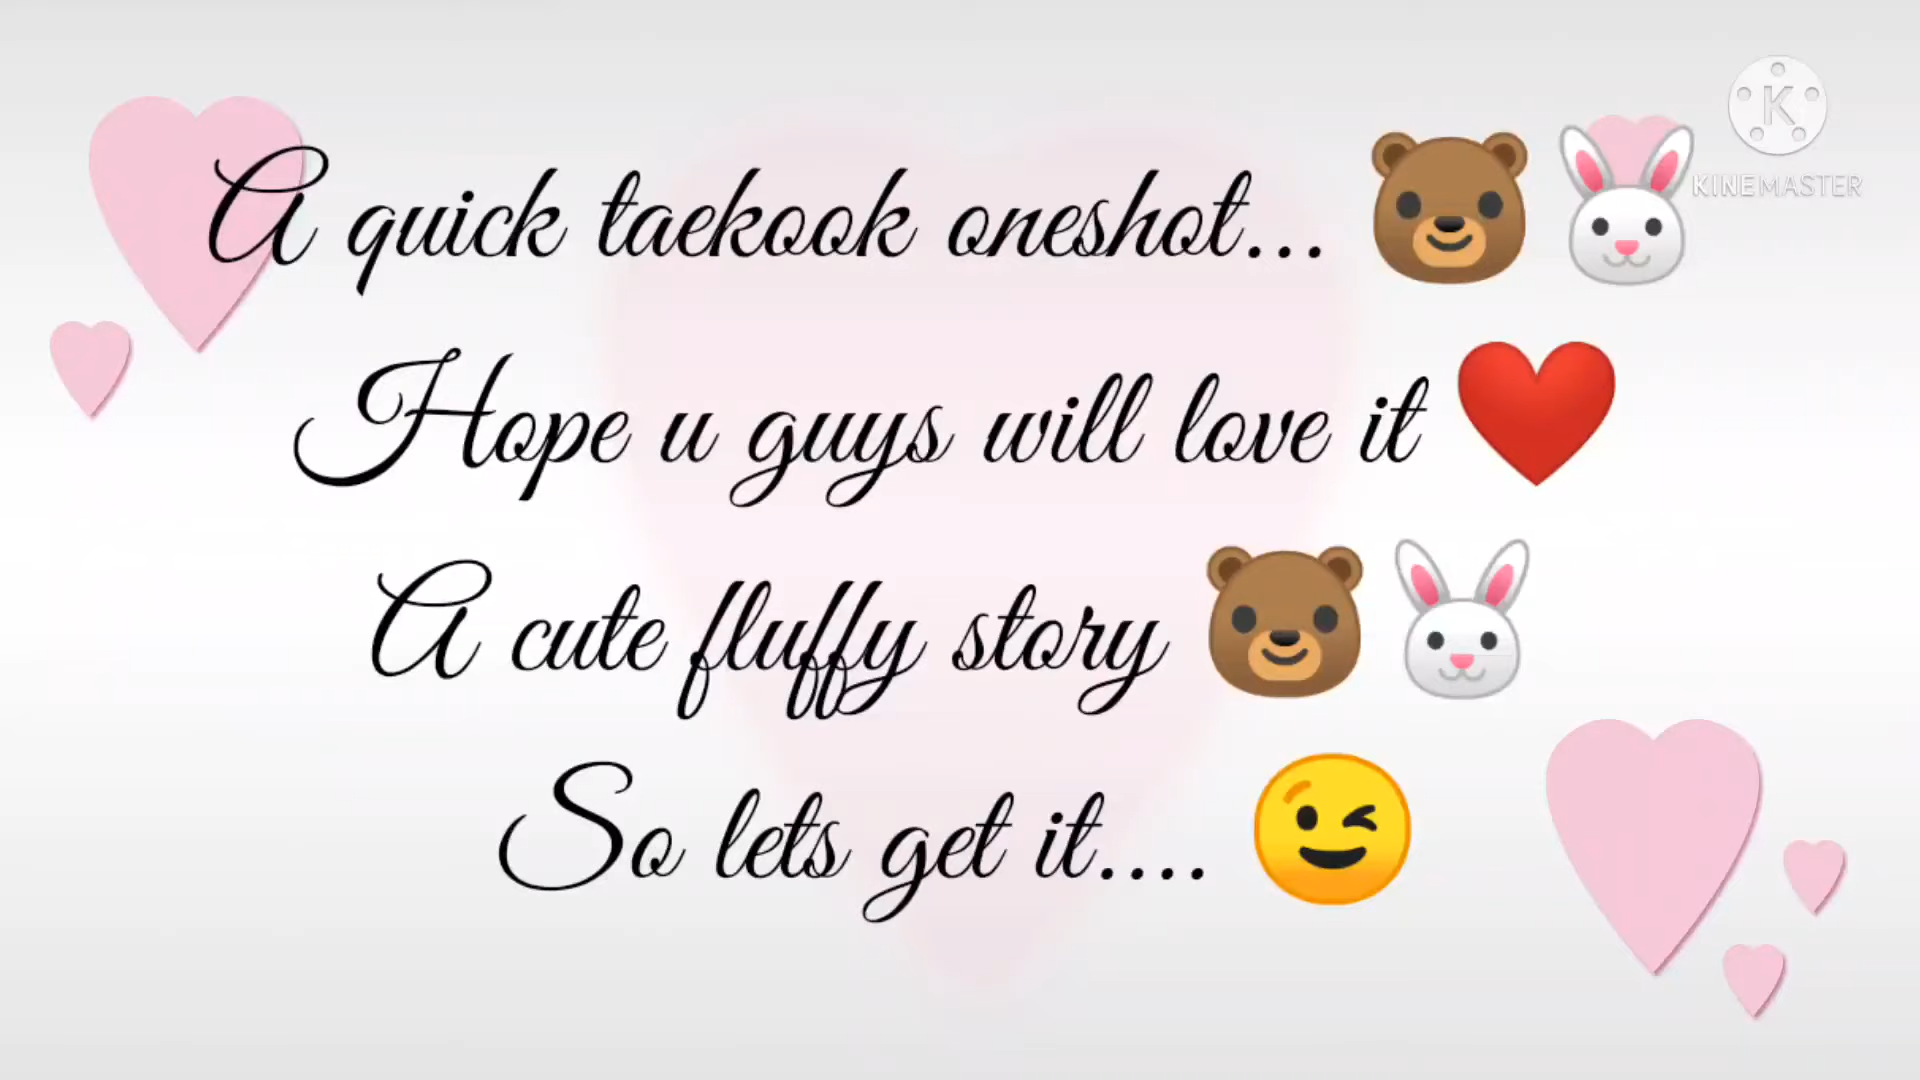 A quick taekook oneshot... 🐻🐰
KINEMASTER
Hope u guys will love it ❤️
A cute fluffy story 🐻🐰
So lets get it.... 😉